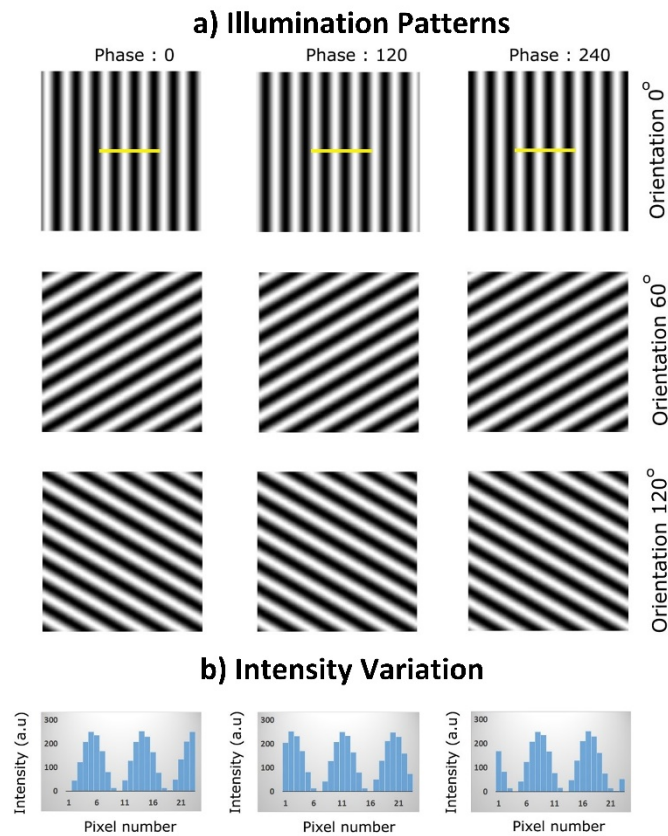 a) Illumination Patterns
Phase : 0 Phase : 120 Phase : 240
Orientation 0°
Orientation 60°
Orientation 120°
b) Intensity Variation
Intensity (a.u)
300
200
100
0
1 6 11 16 21
Pixel number
Intensity (a.u)
300
200
100
0
1 6 11 16 21
Pixel number
Intensity (a.u)
300
200
100
0
1 6 11 16 21
Pixel number